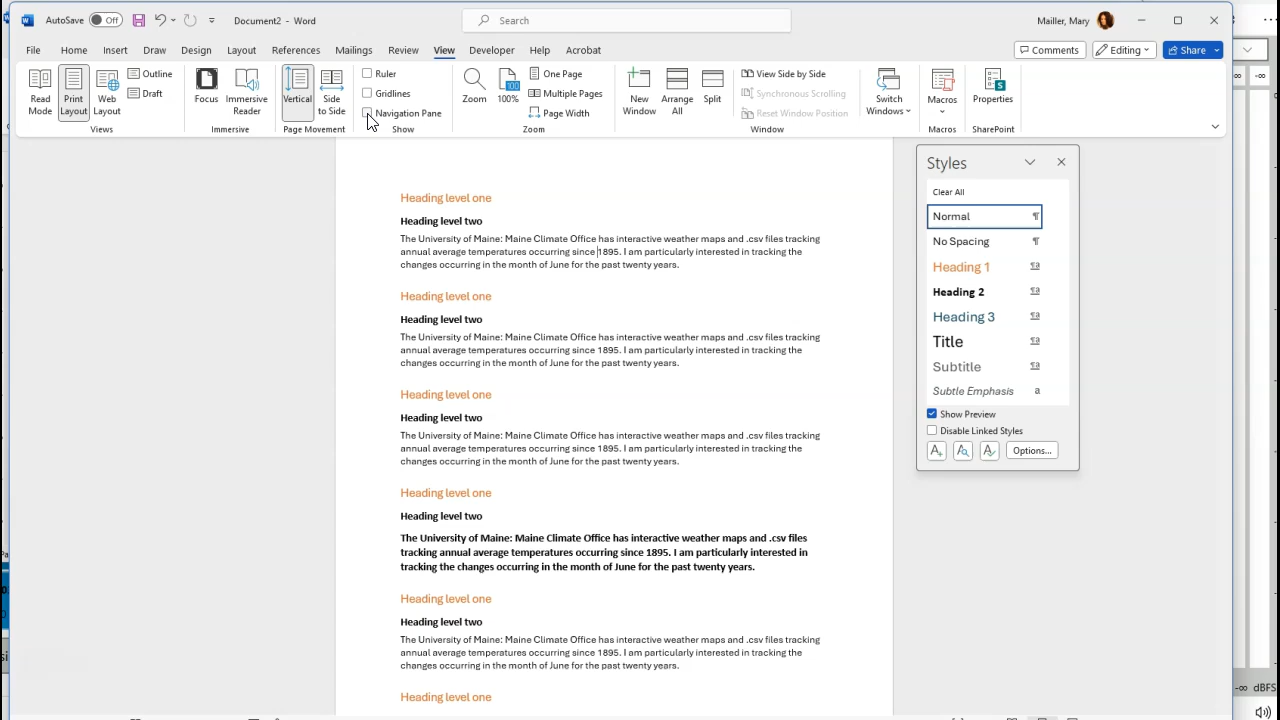 AutoSave Off Document2 - Word Search Mailler, Mary
File Home Insert Draw Design Layout References Mailings Review View Developer Help Acrobat Comments Editing Share
Read Mode Print Layout Web Layout Outline Draft
Views
Focus Immersive Reader
Immersive
Vertical Side to Side
Page Movement
Ruler
Gridlines
Navigation Pane
Show
Zoom 100% One Page Multiple Pages Page Width
Zoom
New Window Arrange All Split View Side by Side Synchronous Scrolling Reset Window Position Switch Windows
Window
Macros
Macros
Properties
SharePoint
Heading level one
Heading level two
The University of Maine: Maine Climate Office has interactive weather maps and .csv files tracking
annual average temperatures occurring since 1895. I am particularly interested in tracking the
changes occurring in the month of June for the past twenty years.
Heading level one
Heading level two
The University of Maine: Maine Climate Office has interactive weather maps and .csv files tracking
annual average temperatures occurring since 1895. I am particularly interested in tracking the
changes occurring in the month of June for the past twenty years.
Heading level one
Heading level two
The University of Maine: Maine Climate Office has interactive weather maps and .csv files tracking
annual average temperatures occurring since 1895. I am particularly interested in tracking the
changes occurring in the month of June for the past twenty years.
Heading level one
Heading level two
The University of Maine: Maine Climate Office has interactive weather maps and .csv files
tracking annual average temperatures occurring since 1895. I am particularly interested in
tracking the changes occurring in the month of June for the past twenty years.
Heading level one
Heading level two
The University of Maine: Maine Climate Office has interactive weather maps and .csv files tracking
annual average temperatures occurring since 1895. I am particularly interested in tracking the
changes occurring in the month of June for the past twenty years.
Heading level one
Styles
Clear All
Normal
No Spacing
Heading 1
Heading 2
Heading 3
Title
Subtitle
Subtle Emphasis a
Show Preview
Disable Linked Styles
Options...
-∞ -∞
-∞ dBFS